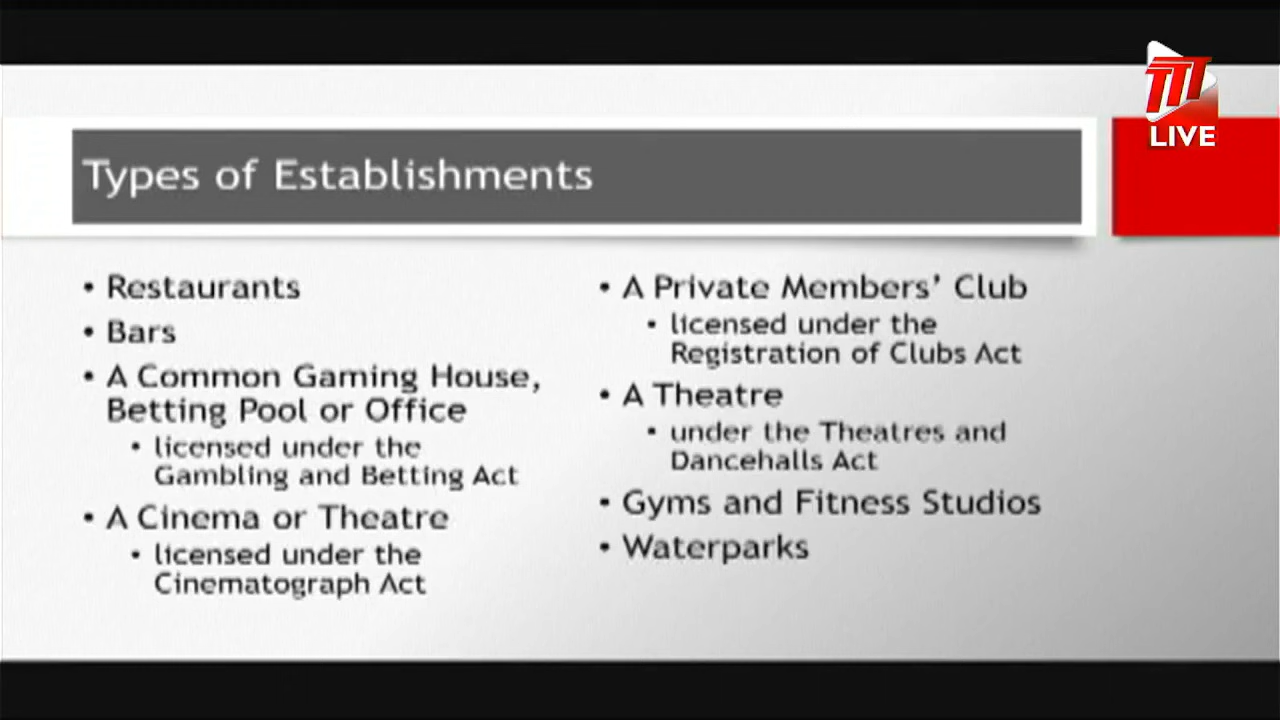 TTT
LIVE
Types of Establishments
• Restaurants
• Bars
• A Common Gaming House,
Betting Pool or Office
• licensed under the
Gambling and Betting Act
• A Cinema or Theatre
• licensed under the
Cinematograph Act
• A Private Members’ Club
• licensed under the
Registration of Clubs Act
• A Theatre
• under the Theatres and
Dancehalls Act
• Gyms and Fitness Studios
• Waterparks